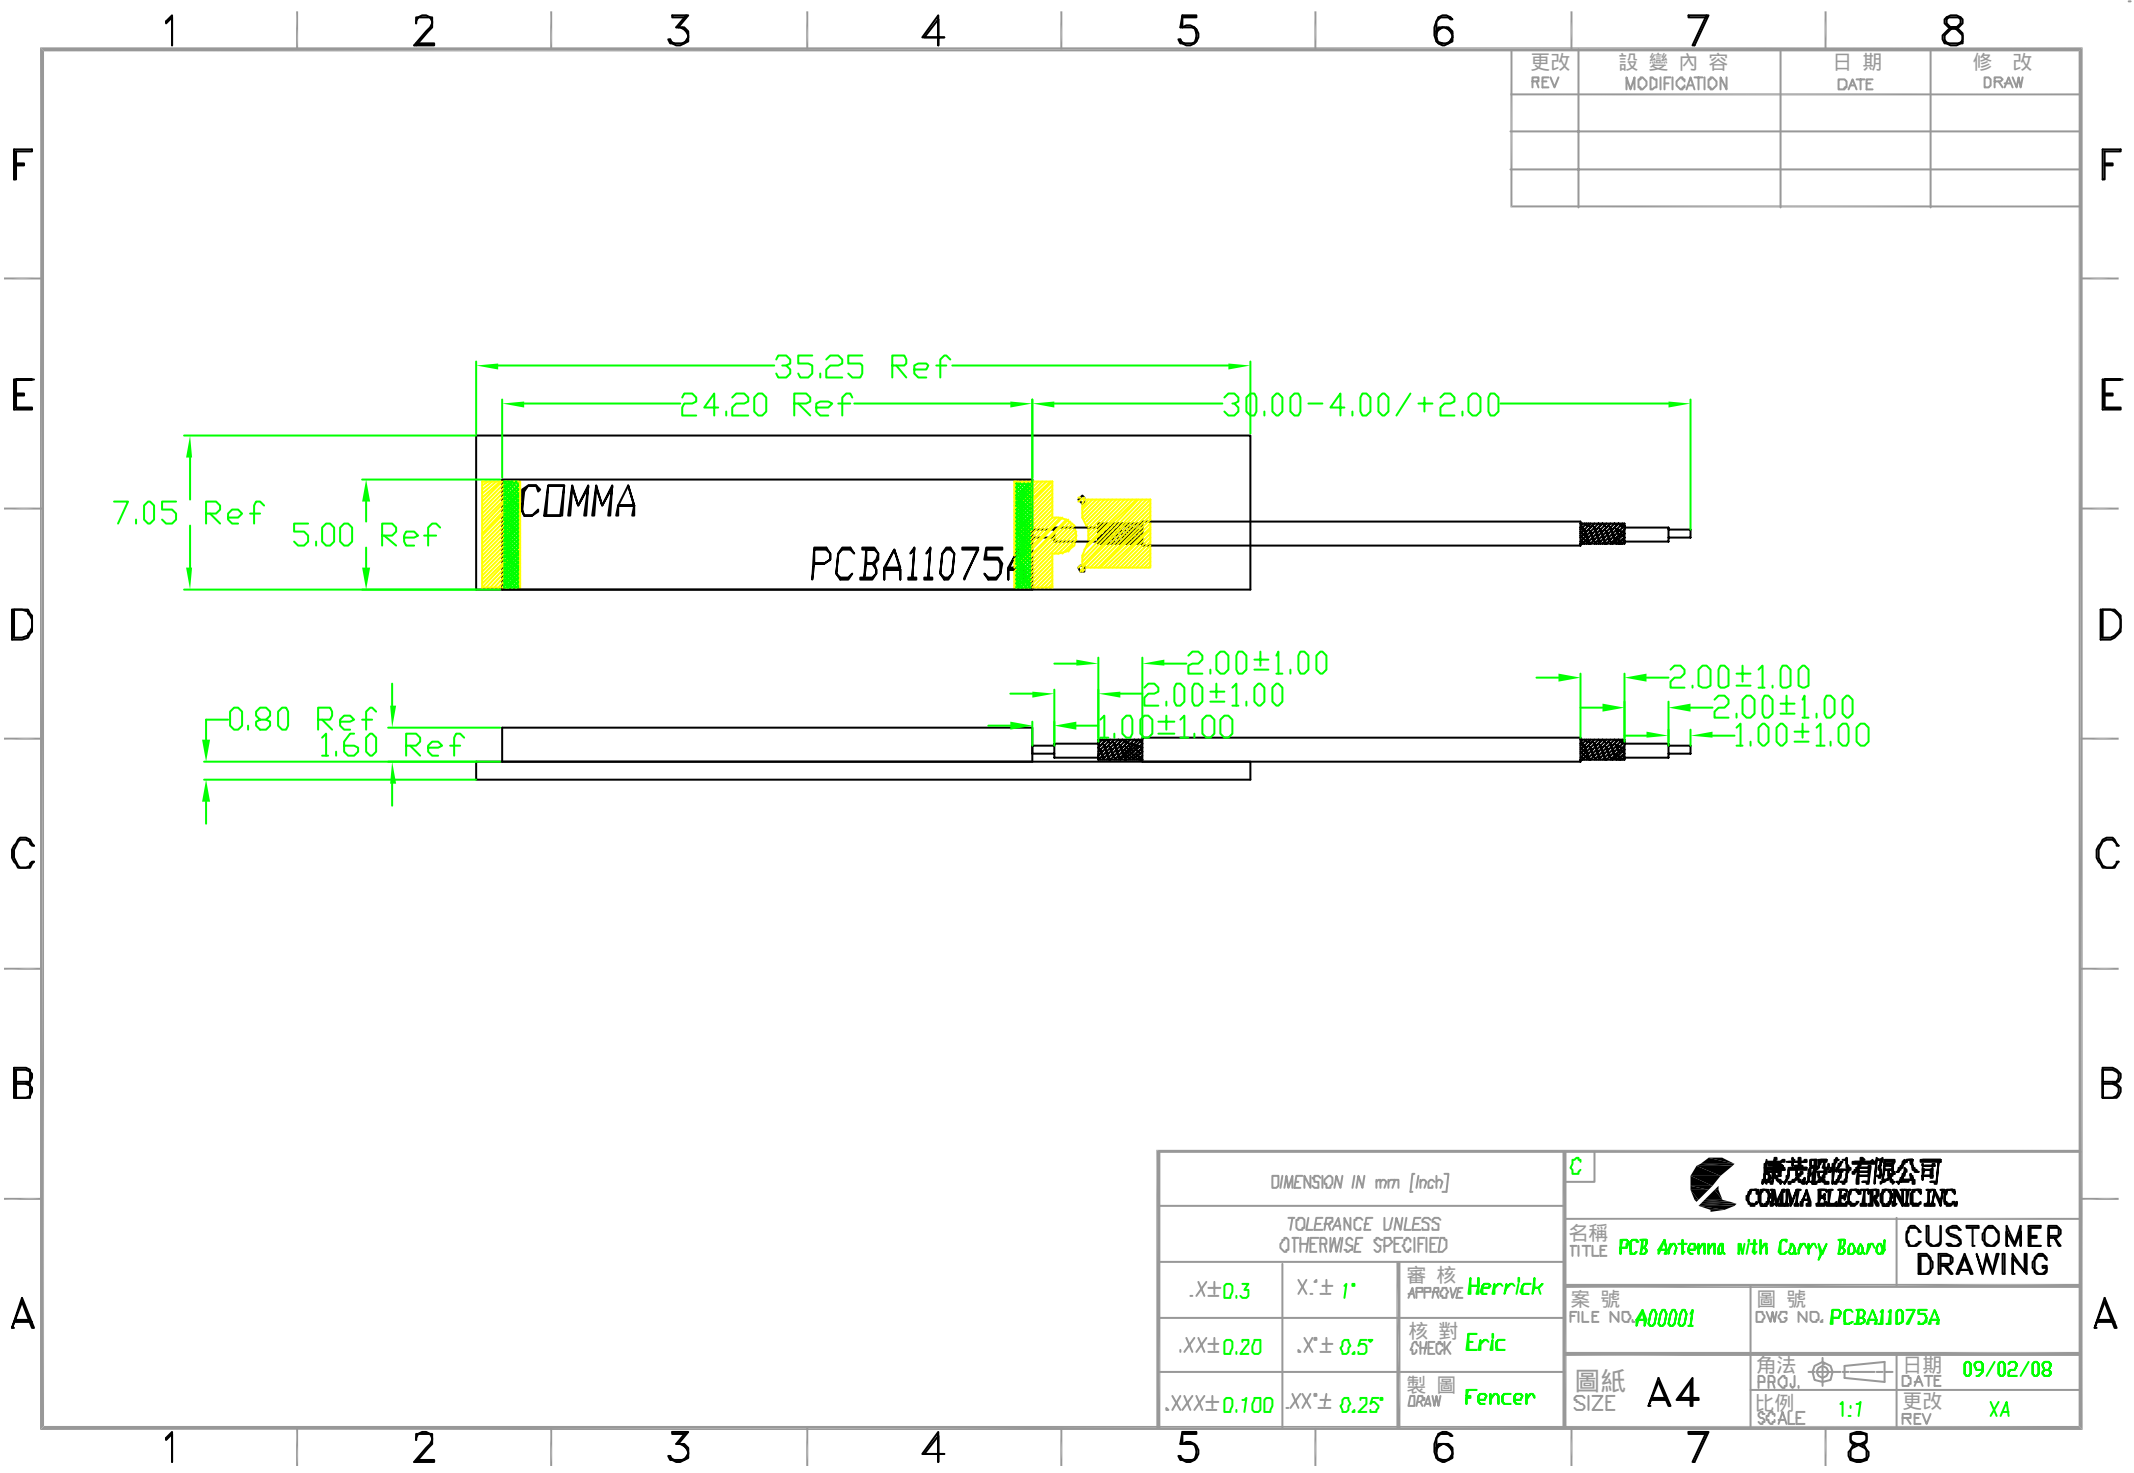 1 2 3 4 5 6 7 8
更改 設變內容 日期 修改
REV MODIFICATION DATE DRAW
F F
35.25 Ref
E 24.20 Ref 30.00-4.00/+2.00 E
COMMA
7.05 Ref
5.00 Ref
PCBA11075A
D D
2.00±1.00
2.00±1.00
1.00±1.00
2.00±1.00
2.00±1.00
1.00±1.00
0.80 Ref
1.60 Ref
C C
B B
DIMENSION IN mm [Inch]
TOLERANCE UNLESS
OTHERWISE SPECIFIED
.X±0.3 X.°± 1°
.XX±0.20 .X°± 0.5°
.XXX±0.100 .XX°± 0.25°
審核
APPROVE Herrick
核對
CHECK Eric
製圖
DRAW Fencer
C
康茂股份有限公司
COMMA ELECTRONIC INC.
名稱
TITLE PCB Antenna with Carry Board
CUSTOMER
DRAWING
案號
FILE NO. A00001
圖號
DWG NO. PCBA11075A
圖紙
SIZE A4
角法
PROJ.
日期
DATE 09/02/08
比例
SCALE 1:1
更改
REV XA
A A
1 2 3 4 5 6 7 8